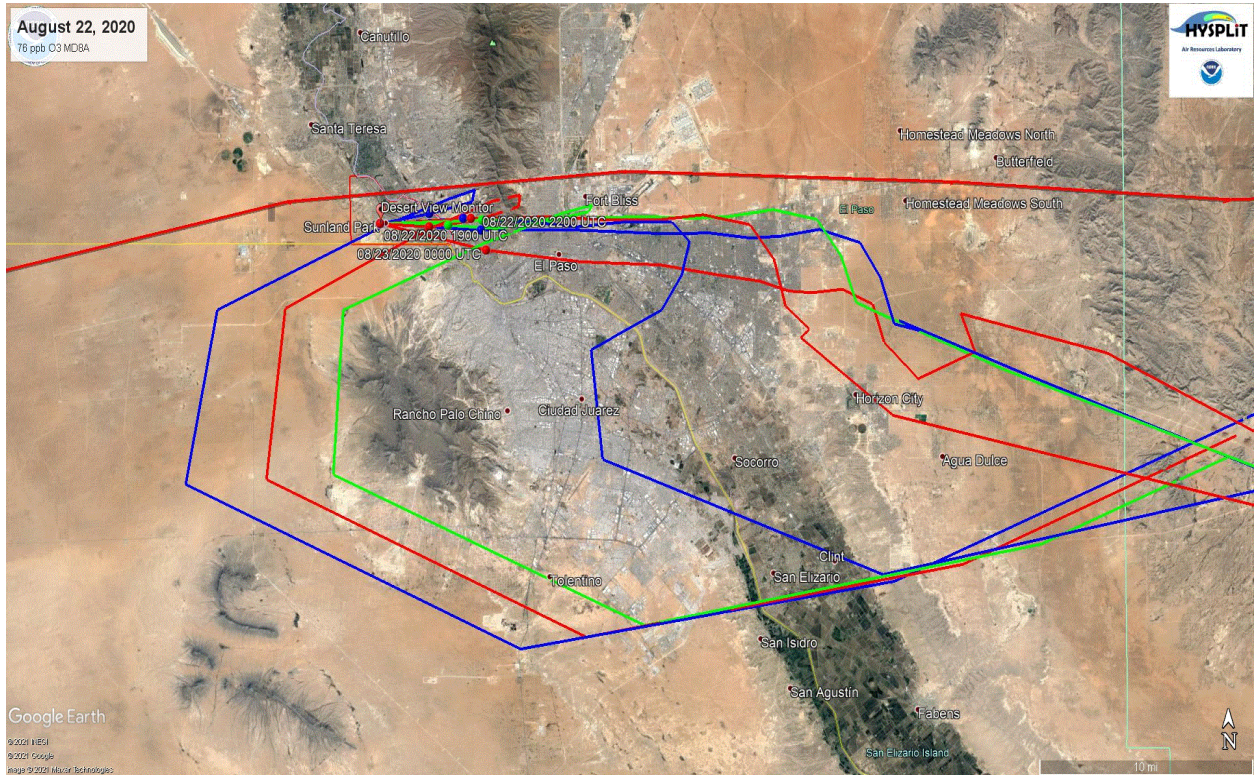 August 22, 2020
76 ppb O3 MD8A
HYSPLIT
Air Resources Laboratory
NOAA
Canutillo
Santa Teresa
Homestead Meadows North
Butterfield
Fort Bliss
Homestead Meadows South
El Paso
Desert View Monitor
Sunland Park
08/22/2020 2200 UTC
08/22/2020 1900 UTC
08/23/2020 0000 UTC
El Paso
Horizon City
Rancho Palo Chino
Ciudad Juarez
Socorro
Agua Dulce
Clint
San Elizario
Tolentino
San Isidro
San Agustín
Fabens
San Elizario Island
Google Earth
©2021 INEGI
©2021 Google
Image ©2021 Maxar Technologies
N
10 mi